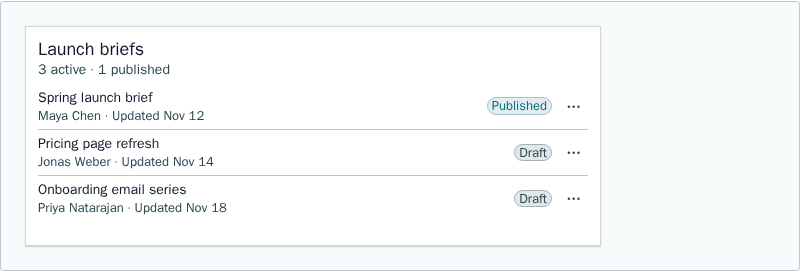 Launch briefs
3 active · 1 published
Spring launch brief
Maya Chen · Updated Nov 12
Published
Pricing page refresh
Jonas Weber · Updated Nov 14
Draft
Onboarding email series
Priya Natarajan · Updated Nov 18
Draft